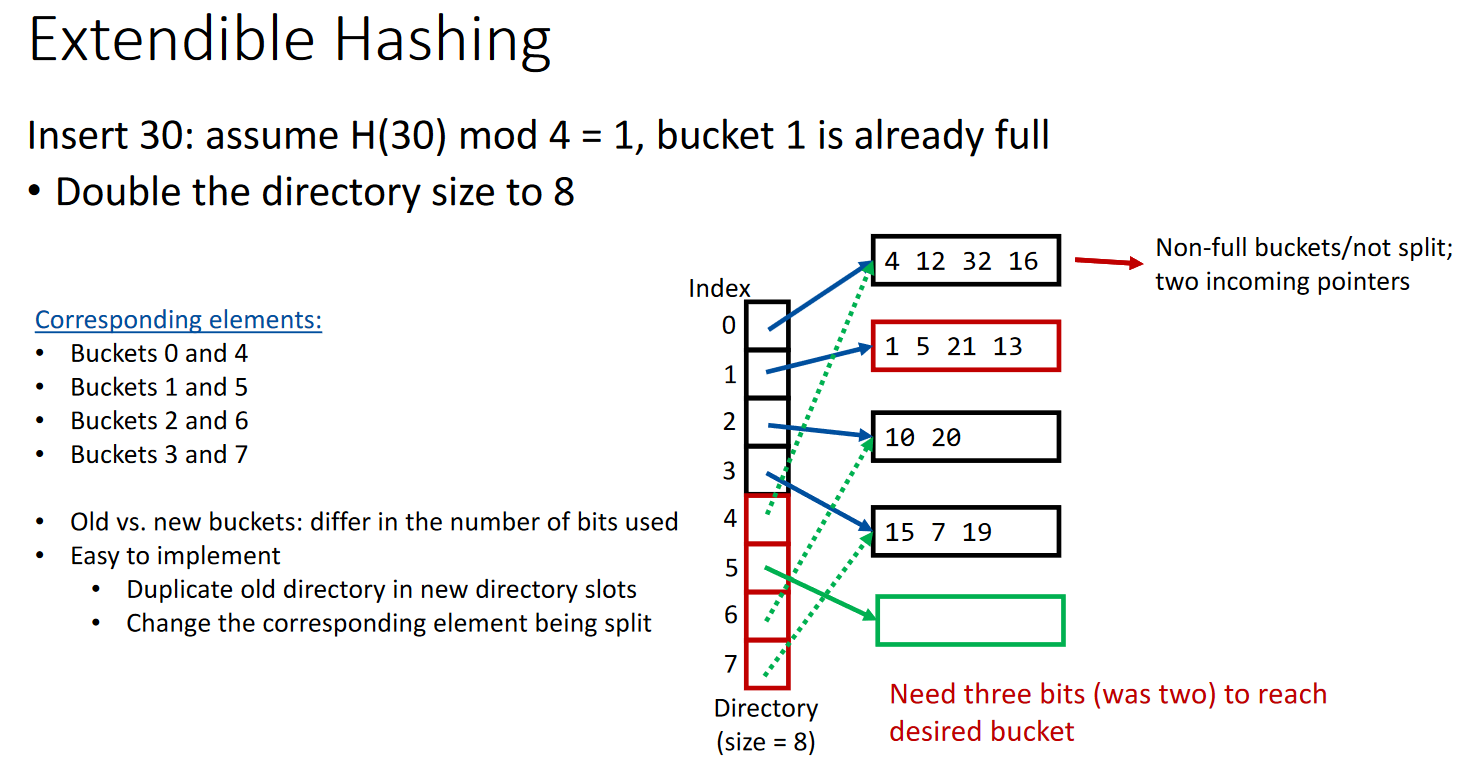 Extendible Hashing
Insert 30: assume H(30) mod 4 = 1, bucket 1 is already full
• Double the directory size to 8
Corresponding elements:
• Buckets 0 and 4
• Buckets 1 and 5
• Buckets 2 and 6
• Buckets 3 and 7
• Old vs. new buckets: differ in the number of bits used
• Easy to implement
• Duplicate old directory in new directory slots
• Change the corresponding element being split
Index
0
1
2
3
4
5
6
7
Directory
(size = 8)
4 12 32 16
1 5 21 13
10 20
15 7 19
Non-full buckets/not split;
two incoming pointers
Need three bits (was two) to reach
desired bucket